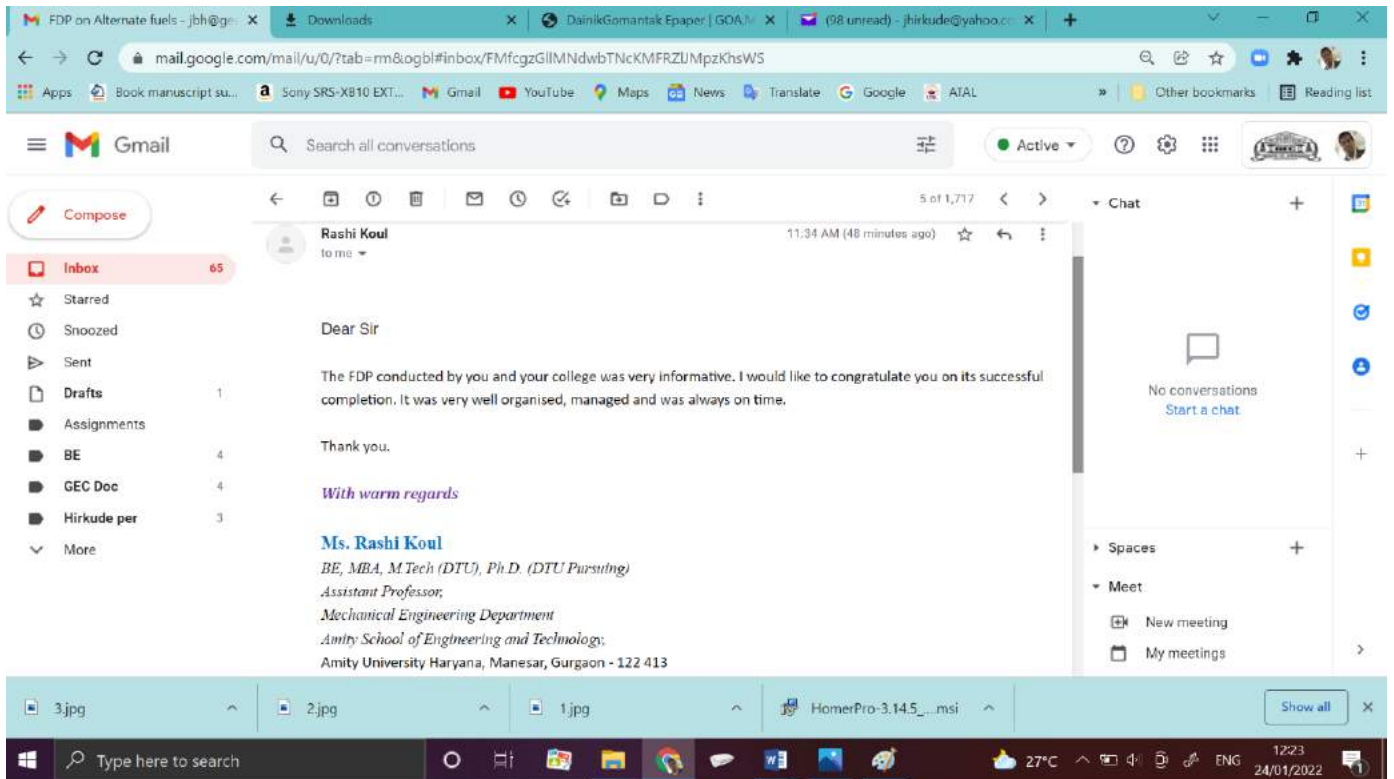 FDP on Alternate fuels - jbh@ge
Downloads
DainikGomantak Epaper | GOA,
(98 unread) - jhirkude@yahoo.co
mail.google.com/mail/u/0/?tab=rm&ogbl#inbox/FMfcgzGllMNdwbTNcKMFRZlJMpzKhsWS
Apps
Book manuscript su...
Sony SRS-XB10 EXT...
Gmail
YouTube
Maps
News
Translate
Google
ATAL
»
Other bookmarks
Reading list
Gmail
Search all conversations
Active
Compose
5 of 1,717
Chat
Inbox 65
Starred
Snoozed
Sent
Drafts 1
Assignments
BE 4
GEC Doc 4
Hirkude per 3
More
Rashi Koul
11:34 AM (48 minutes ago)
to me
Dear Sir
The FDP conducted by you and your college was very informative. I would like to congratulate you on its successful
completion. It was very well organised, managed and was always on time.
Thank you.
With warm regards
Ms. Rashi Koul
BE, MBA, M.Tech (DTU), Ph.D. (DTU Pursuing)
Assistant Professor,
Mechanical Engineering Department
Amity School of Engineering and Technology,
Amity University Haryana, Manesar, Gurgaon - 122 413
No conversations
Start a chat
Spaces
Meet
New meeting
My meetings
3.jpg
2.jpg
1.jpg
HomerPro-3.14.5_....msi
Show all
Type here to search
27°C
ENG
12:23
24/01/2022